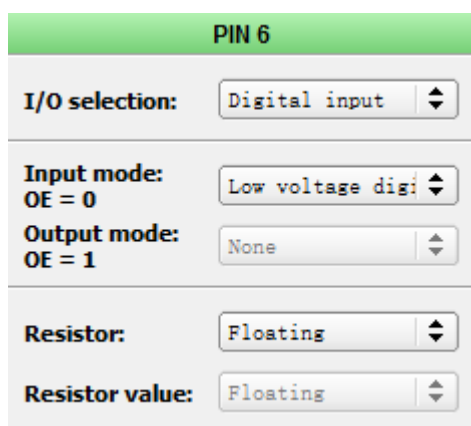 PIN 6
I/O selection: Digital input
Input mode:
OE = 0
Low voltage digi
Output mode:
OE = 1
None
Resistor: Floating
Resistor value: Floating